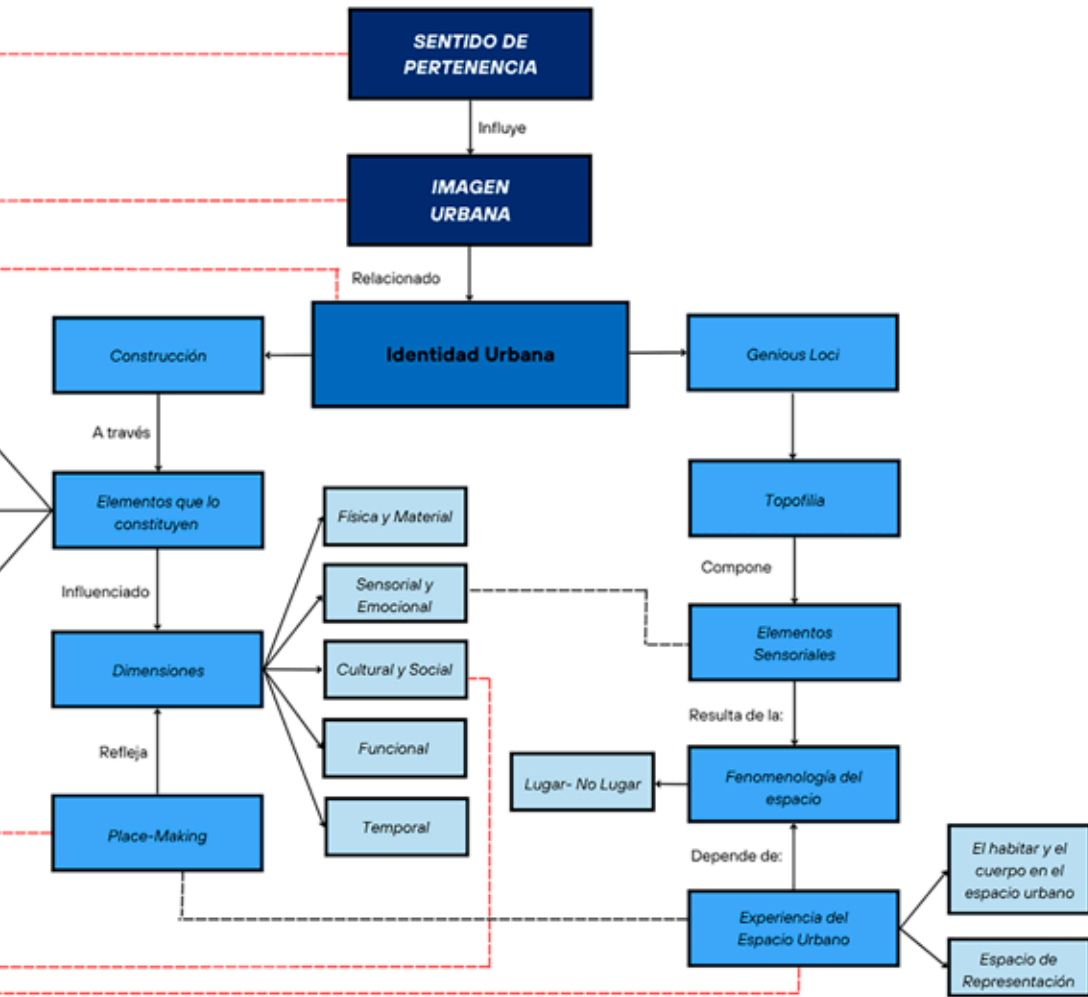 SENTIDO DE
PERTENENCIA
Influye
IMAGEN
URBANA
Relacionado
Identidad Urbana
Construcción
A través
Elementos que lo
constituyen
Influenciado
Dimensiones
Refleja
Place-Making
Física y Material
Sensorial y
Emocional
Cultural y Social
Funcional
Temporal
Genious Loci
Topofilia
Compone
Elementos
Sensoriales
Resulta de la:
Fenomenología del
espacio
Lugar- No Lugar
Depende de:
Experiencia del
Espacio Urbano
El habitar y el
cuerpo en el
espacio urbano
Espacio de
Representación